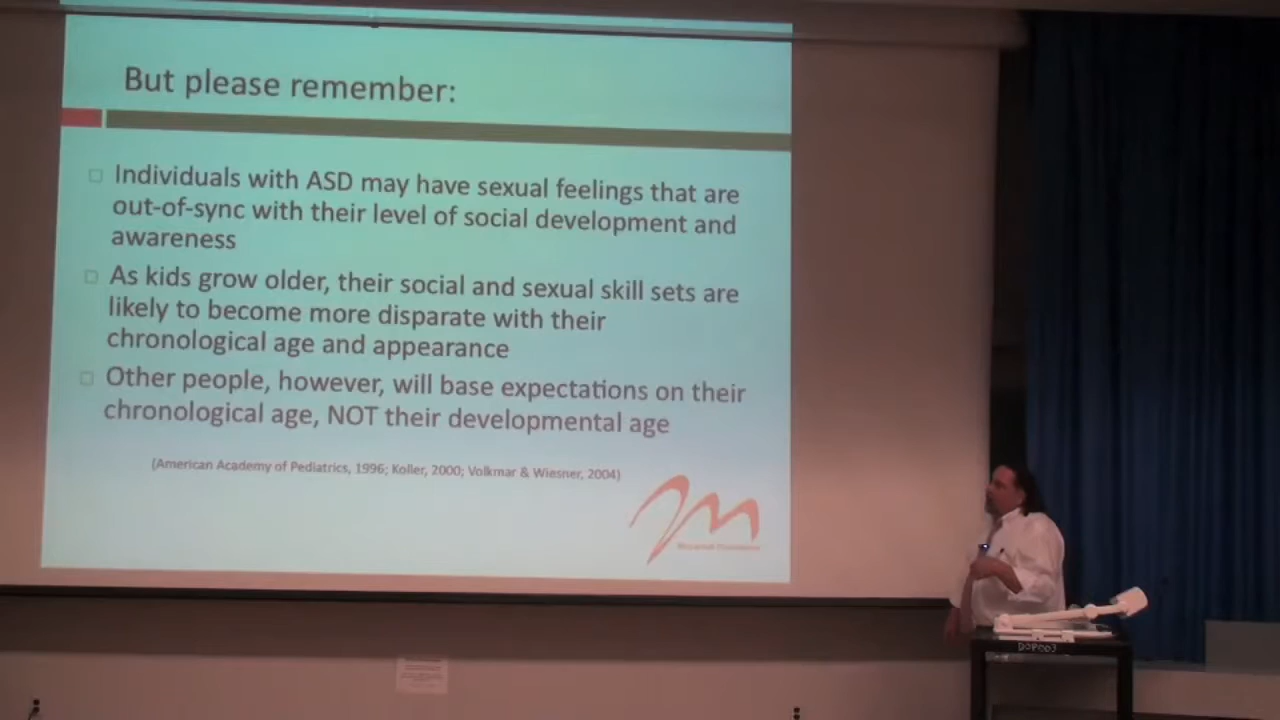 But please remember:
Individuals with ASD may have sexual feelings that are
out-of-sync with their level of social development and
awareness
As kids grow older, their social and sexual skill sets are
likely to become more disparate with their
chronological age and appearance
Other people, however, will base expectations on their
chronological age, NOT their developmental age
(American Academy of Pediatrics, 1996; Koller, 2000; Volkmar & Wiesner, 2004)